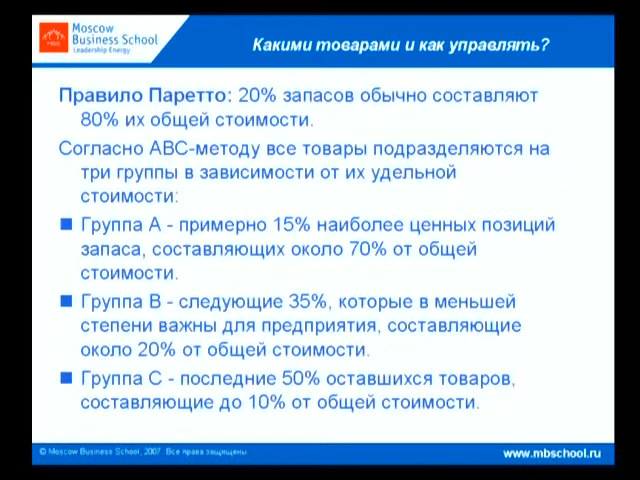 Moscow
Business School
Leadership Energy
Какими товарами и как управлять?
Правило Паретто: 20% запасов обычно составляют
80% их общей стоимости.
Согласно АВС-методу все товары подразделяются на
три группы в зависимости от их удельной
стоимости:
Группа А - примерно 15% наиболее ценных позиций
запаса, составляющих около 70% от общей
стоимости.
Группа В - следующие 35%, которые в меньшей
степени важны для предприятия, составляющие
около 20% от общей стоимости.
Группа С - последние 50% оставшихся товаров,
составляющие до 10% от общей стоимости.
© Moscow Business School, 2007. Все права защищены.
www.mbschool.ru